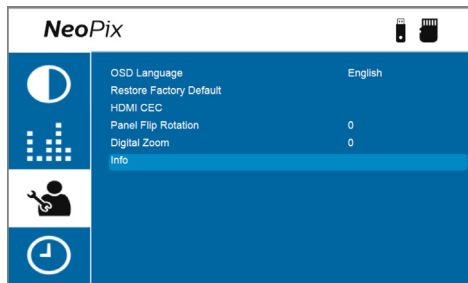 NeoPix
OSD Language English
Restore Factory Default
HDMI CEC
Panel Flip Rotation 0
Digital Zoom 0
Info